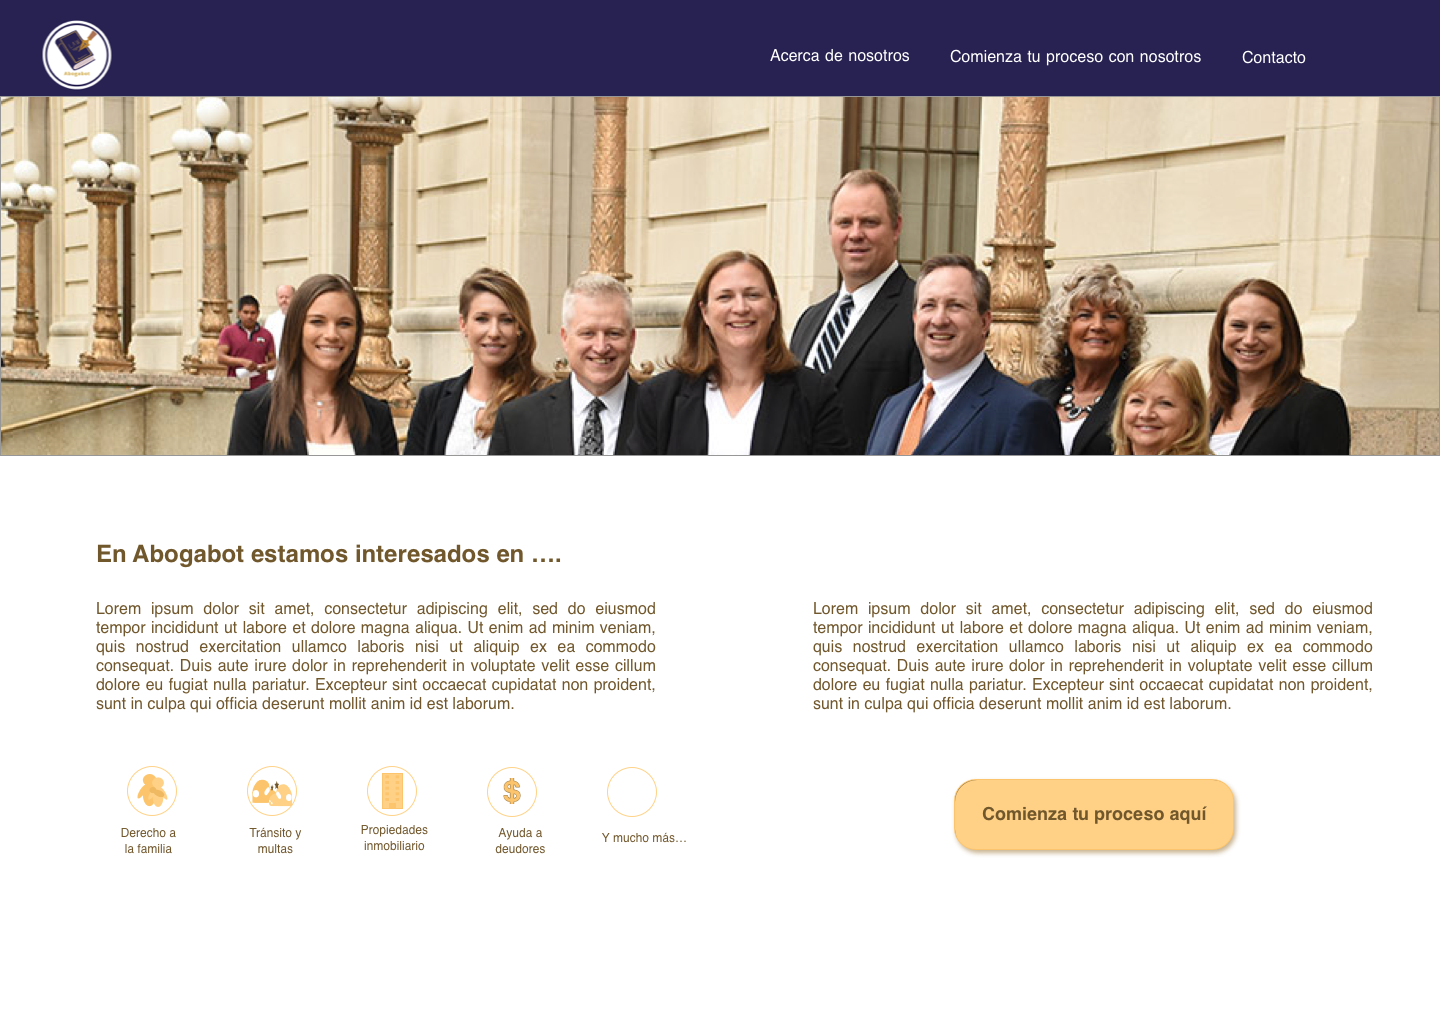 Abogabot
Acerca de nosotros
Comienza tu proceso con nosotros
Contacto
En Abogabot estamos interesados en ....
Lorem ipsum dolor sit amet, consectetur adipiscing elit, sed do eiusmod
tempor incididunt ut labore et dolore magna aliqua. Ut enim ad minim veniam,
quis nostrud exercitation ullamco laboris nisi ut aliquip ex ea commodo
consequat. Duis aute irure dolor in reprehenderit in voluptate velit esse cillum
dolore eu fugiat nulla pariatur. Excepteur sint occaecat cupidatat non proident,
sunt in culpa qui officia deserunt mollit anim id est laborum.
Lorem ipsum dolor sit amet, consectetur adipiscing elit, sed do eiusmod
tempor incididunt ut labore et dolore magna aliqua. Ut enim ad minim veniam,
quis nostrud exercitation ullamco laboris nisi ut aliquip ex ea commodo
consequat. Duis aute irure dolor in reprehenderit in voluptate velit esse cillum
dolore eu fugiat nulla pariatur. Excepteur sint occaecat cupidatat non proident,
sunt in culpa qui officia deserunt mollit anim id est laborum.
$
Derecho a
la familia
Tránsito y
multas
Propiedades
inmobiliario
Ayuda a
deudores
Y mucho más...
Comienza tu proceso aquí